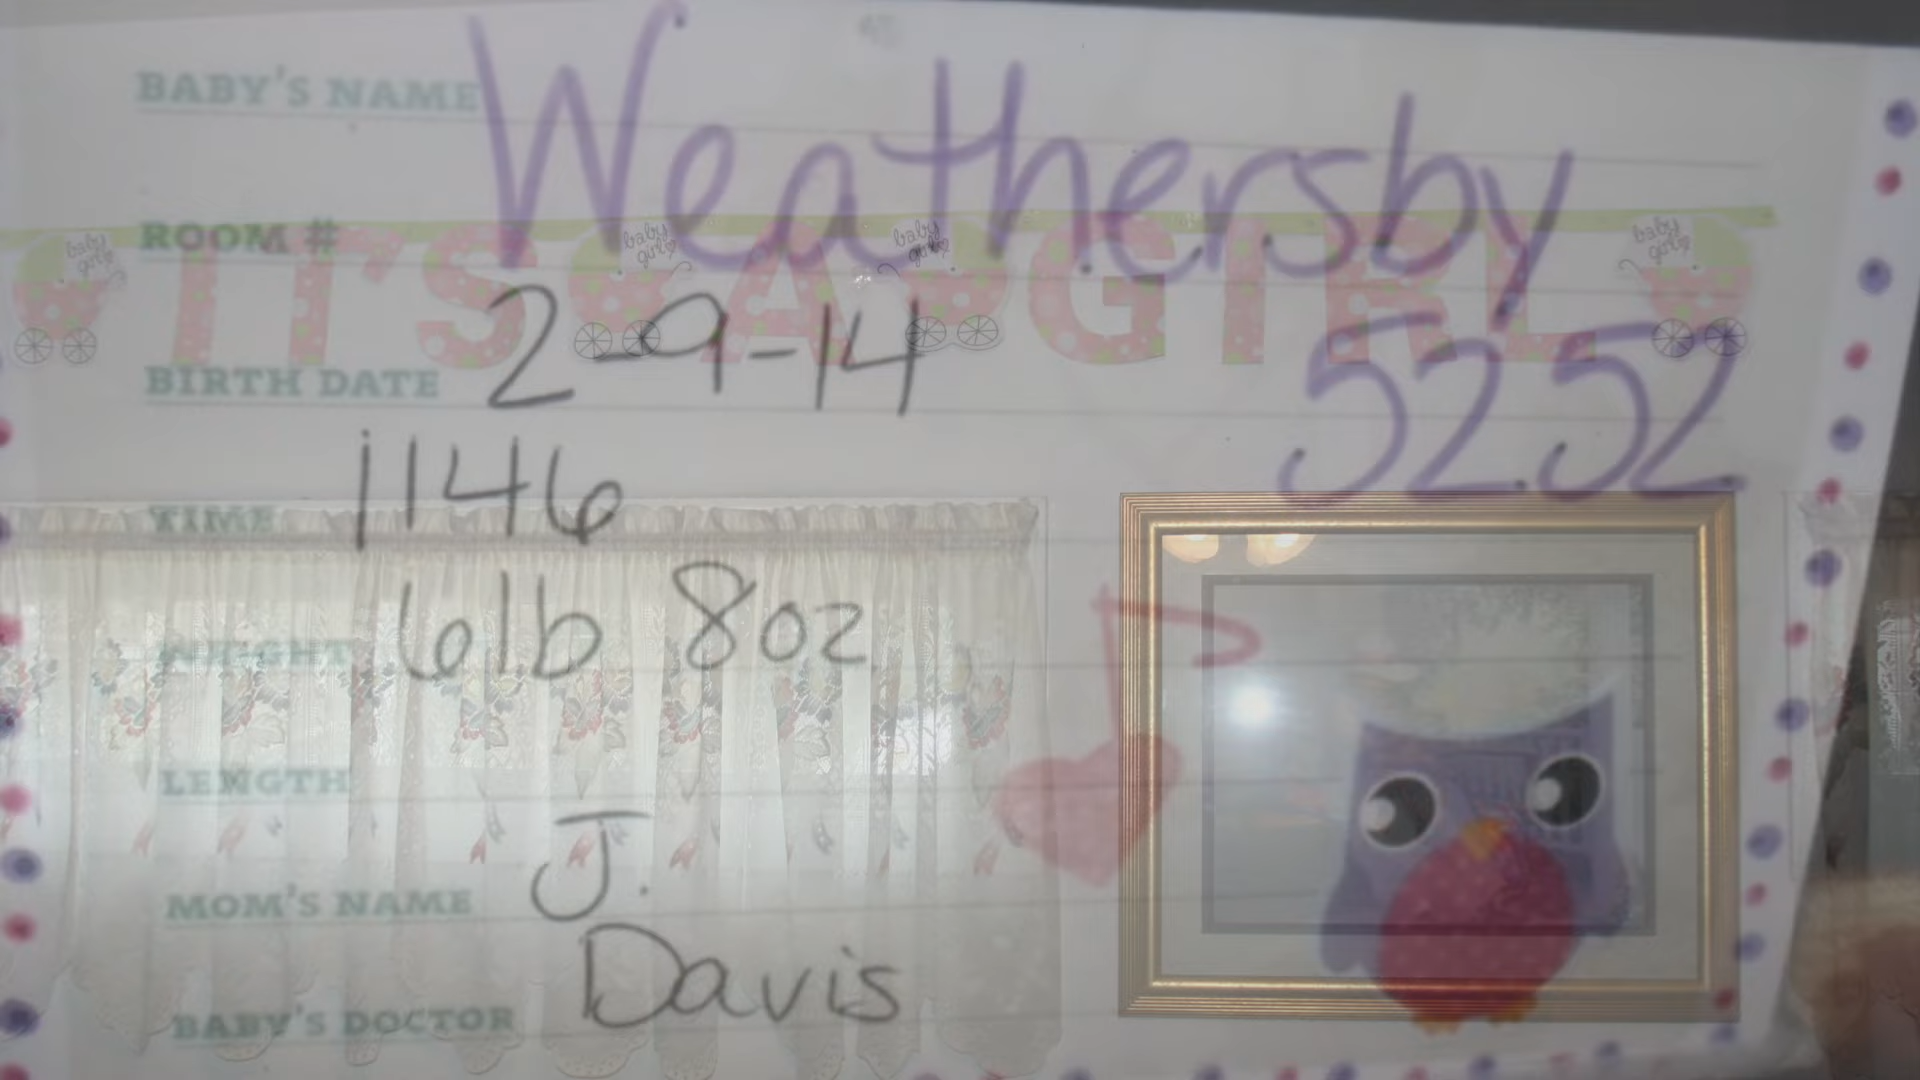 BABY'S NAME Weathersby
ROOM # 5252
baby girl IT'S baby girl A baby girl GIRL baby girl
BIRTH DATE 2-9-14
TIME 1146
WEIGHT 6lb 8oz
LENGTH
MOM'S NAME J.
BABY'S DOCTOR Davis